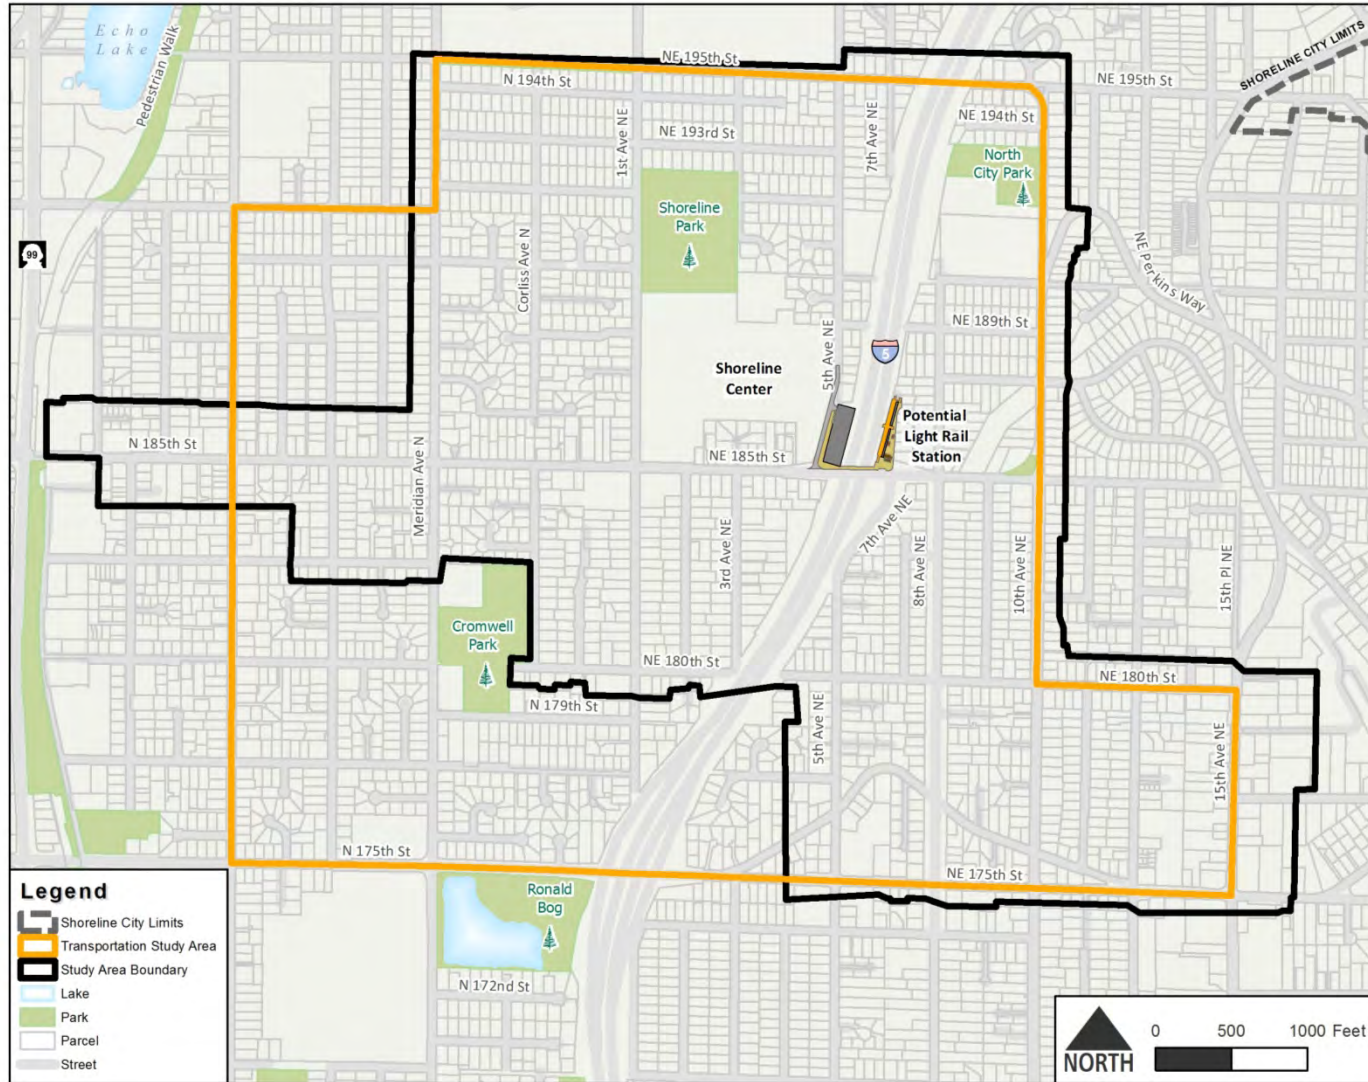 Echo
Lake
Pedestrian Walk
SHORELINE CITY LIMITS
NE 195th St
NE 195th St
N 194th St
7th Ave NE
NE 194th St
1st Ave NE
NE 193rd St
North
City Park
Shoreline
Park
99
Corliss Ave N
NE Perkins Way
NE 189th St
5
5th Ave NE
Shoreline
Center
Potential
Light Rail
Station
N 185th St
Meridian Ave N
NE 185th St
7th Ave NE
3rd Ave NE
8th Ave NE
10th Ave NE
15th Pl NE
Cromwell
Park
NE 180th St
NE 180th St
N 179th St
5th Ave NE
15th Ave NE
N 175th St
NE 175th St
Ronald
Bog
N 172nd St
Legend
Shoreline City Limits
Transportation Study Area
Study Area Boundary
Lake
Park
Parcel
Street
NORTH
0 500 1000 Feet